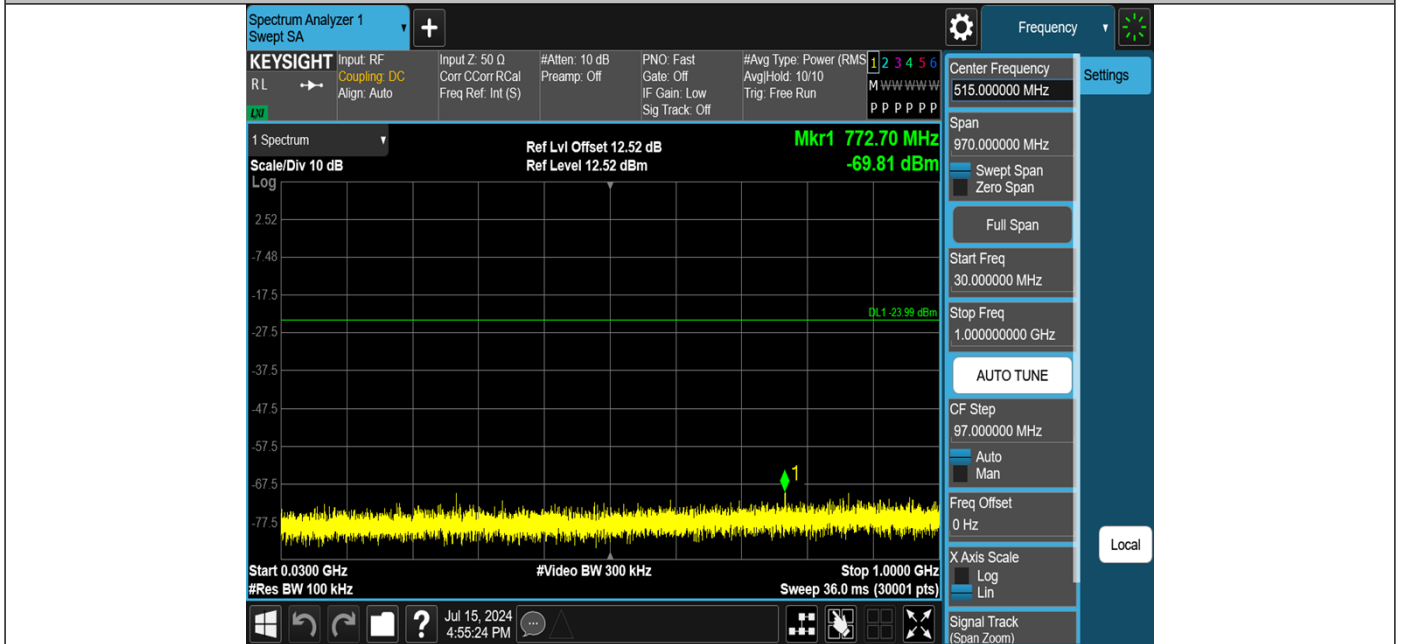 Spectrum Analyzer 1
Swept SA
+
Frequency
KEYSIGHT
R L
LXI
Input: RF
Coupling: DC
Align: Auto
Input Z: 50 Ω
Corr CCorr RCal
Freq Ref: Int (S)
#Atten: 10 dB
Preamp: Off
PNO: Fast
Gate: Off
IF Gain: Low
Sig Track: Off
#Avg Type: Power (RMS
Avg|Hold: 10/10
Trig: Free Run
1 2 3 4 5 6
M W W W W W
P P P P P P
Center Frequency
515.000000 MHz
Settings
Span
970.000000 MHz
Swept Span
Zero Span
Full Span
Start Freq
30.000000 MHz
Stop Freq
1.000000000 GHz
AUTO TUNE
CF Step
97.000000 MHz
Auto
Man
Freq Offset
0 Hz
X Axis Scale
Log
Lin
Signal Track
(Span Zoom)
Local
1 Spectrum
Scale/Div 10 dB
Ref Lvl Offset 12.52 dB
Ref Level 12.52 dBm
Mkr1 772.70 MHz
-69.81 dBm
Log
2.52
-7.48
-17.5
DL1 -23.99 dBm
-27.5
-37.5
-47.5
-57.5
1
-67.5
-77.5
Start 0.0300 GHz
#Video BW 300 kHz
Stop 1.0000 GHz
#Res BW 100 kHz
Sweep 36.0 ms (30001 pts)
?
Jul 15, 2024
4:55:24 PM